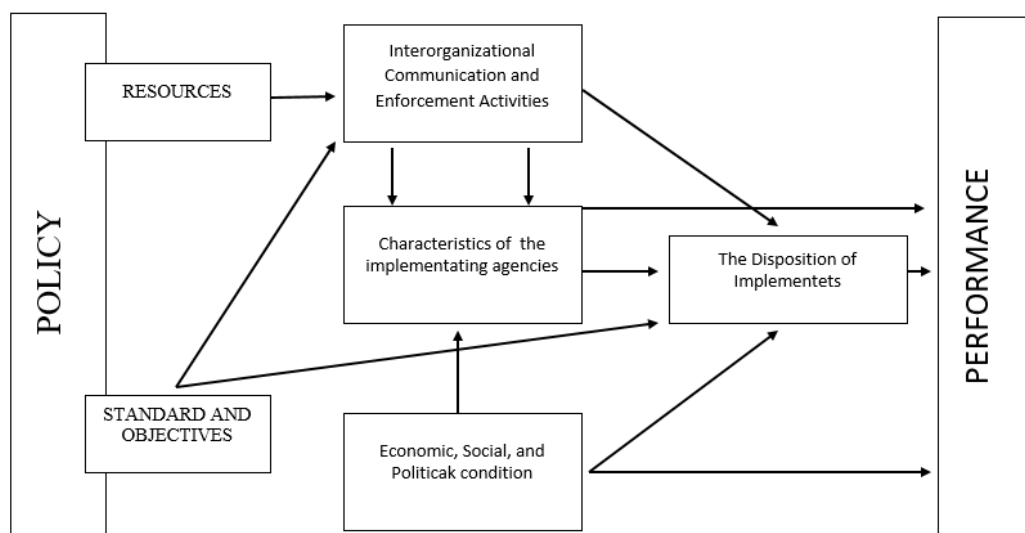 POLICY
RESOURCES
STANDARD AND
OBJECTIVES
Interorganizational
Communication and
Enforcement Activities
Characteristics of the
implementating agencies
Economic, Social, and
Politicak condition
The Disposition of
Implementets
PERFORMANCE